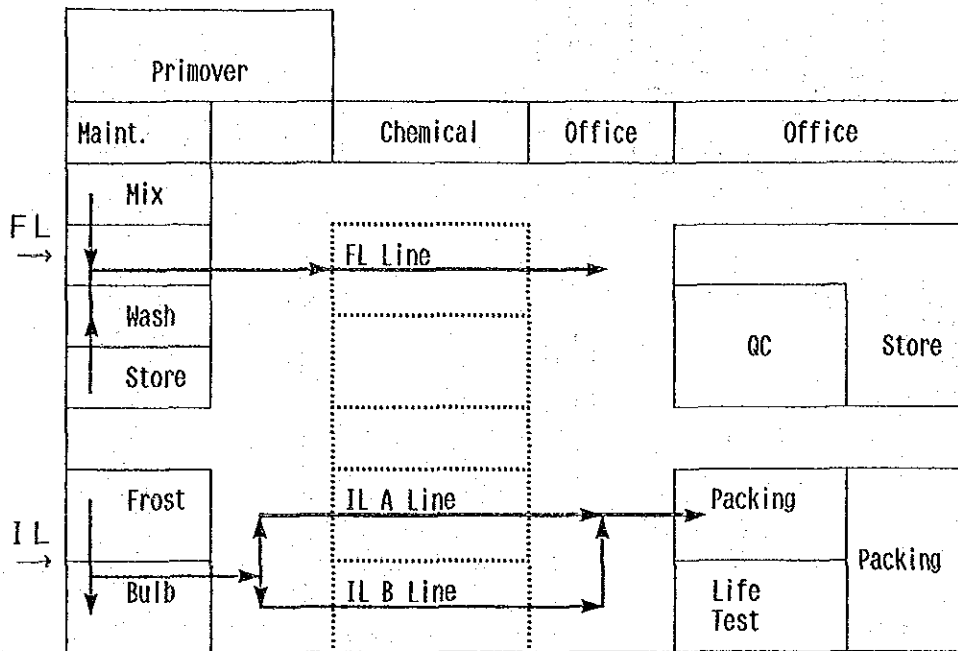 Primover
Maint.
Chemical
Office
Office
Mix
FL
→
FL Line
Wash
QC
Store
Store
Frost
IL A Line
Packing
IL
→
Packing
Bulb
IL B Line
Life
Test